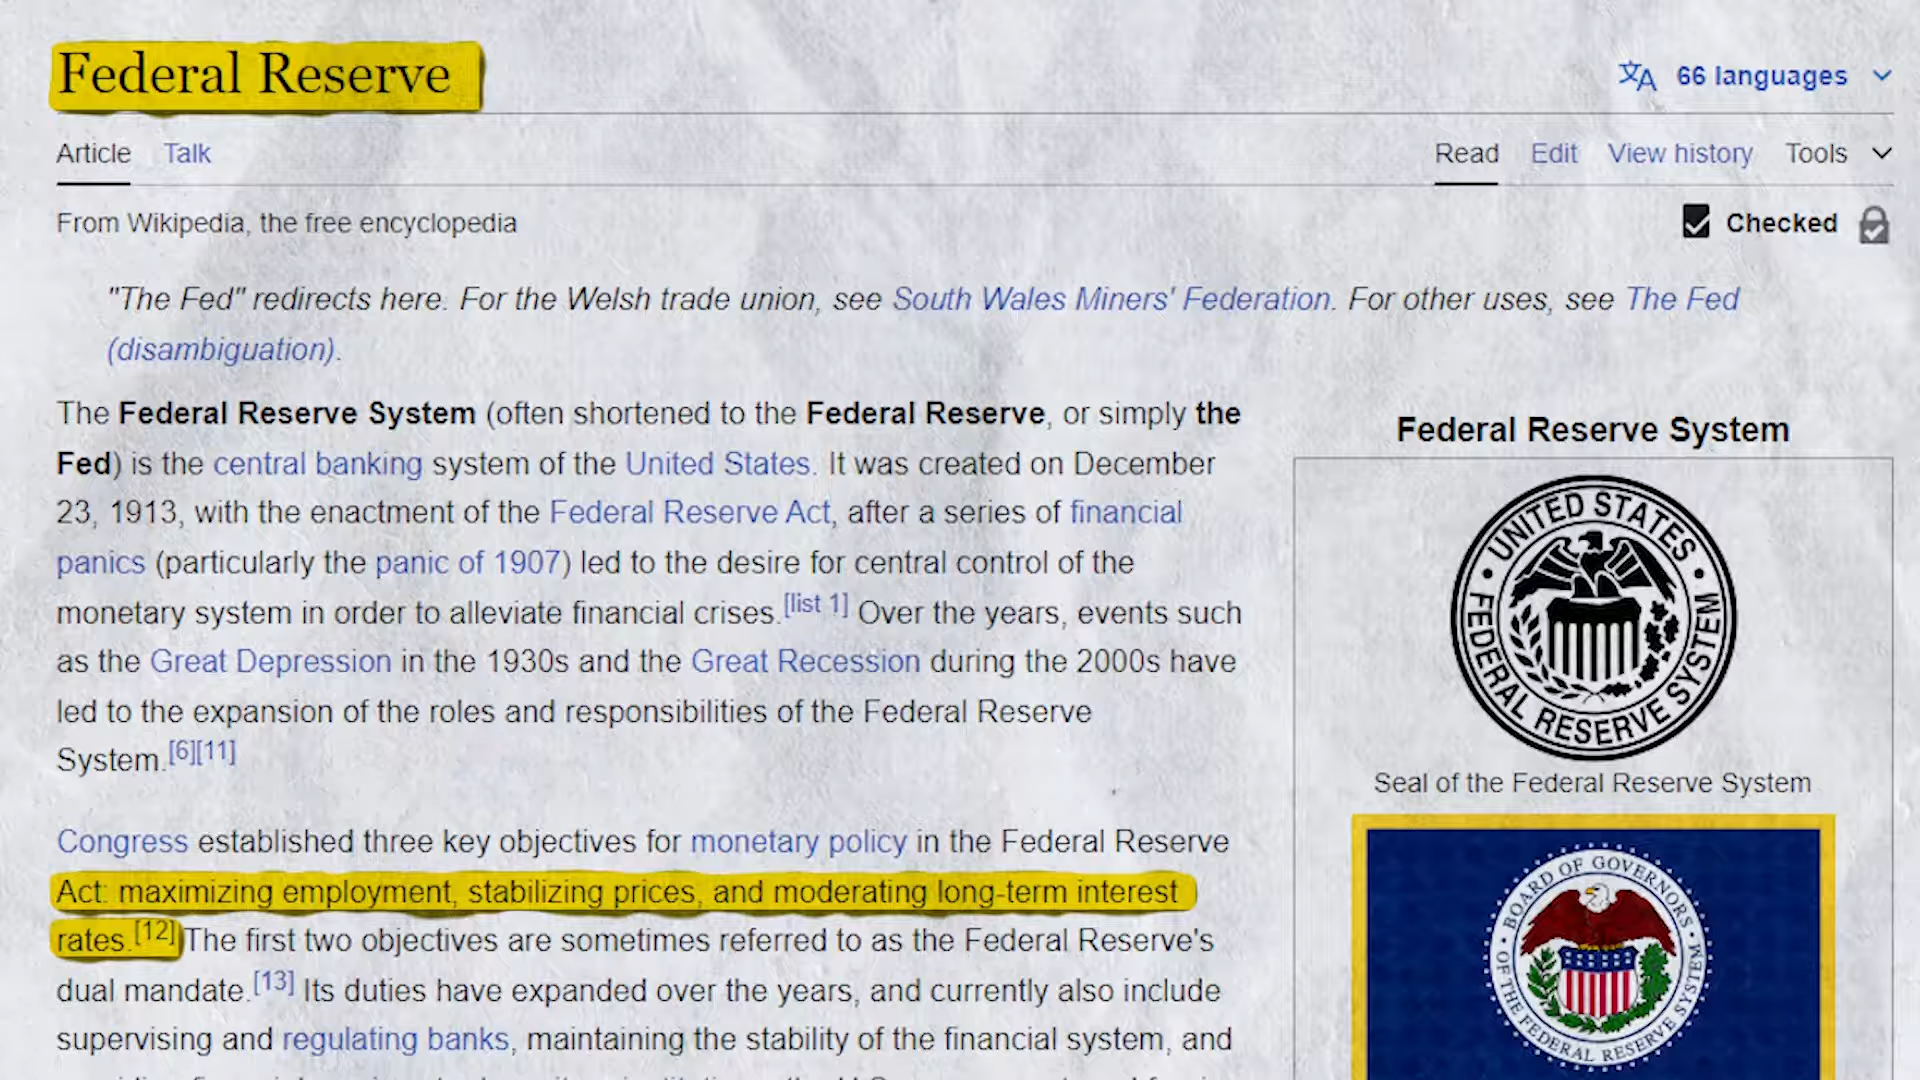 Federal Reserve
66 languages
Article Talk
Read Edit View history Tools
From Wikipedia, the free encyclopedia
Checked
"The Fed" redirects here. For the Welsh trade union, see South Wales Miners' Federation. For other uses, see The Fed
(disambiguation).
The Federal Reserve System (often shortened to the Federal Reserve, or simply the
Fed) is the central banking system of the United States. It was created on December
23, 1913, with the enactment of the Federal Reserve Act, after a series of financial
panics (particularly the panic of 1907) led to the desire for central control of the
monetary system in order to alleviate financial crises.[list 1] Over the years, events such
as the Great Depression in the 1930s and the Great Recession during the 2000s have
led to the expansion of the roles and responsibilities of the Federal Reserve
System.[6][11]
Congress established three key objectives for monetary policy in the Federal Reserve
Act: maximizing employment, stabilizing prices, and moderating long-term interest
rates.[12] The first two objectives are sometimes referred to as the Federal Reserve's
dual mandate.[13] Its duties have expanded over the years, and currently also include
supervising and regulating banks, maintaining the stability of the financial system, and
Federal Reserve System
UNITED STATES
FEDERAL RESERVE SYSTEM
Seal of the Federal Reserve System
BOARD OF GOVERNORS
OF THE FEDERAL RESERVE SYSTEM